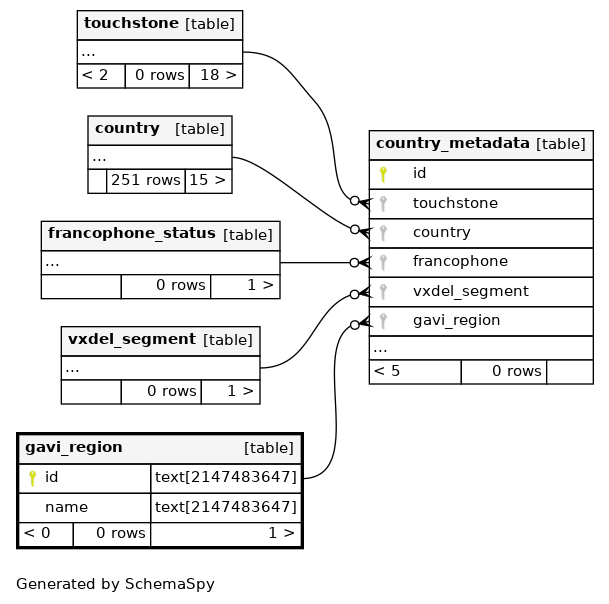 touchstone [table]
...
< 2 0 rows 18 >
country [table]
...
251 rows 15 >
francophone_status [table]
...
0 rows 1 >
vxdel_segment [table]
...
0 rows 1 >
gavi_region [table]
id text[2147483647]
name text[2147483647]
< 0 0 rows 1 >
country_metadata [table]
id
touchstone
country
francophone
vxdel_segment
gavi_region
...
< 5 0 rows
Generated by SchemaSpy